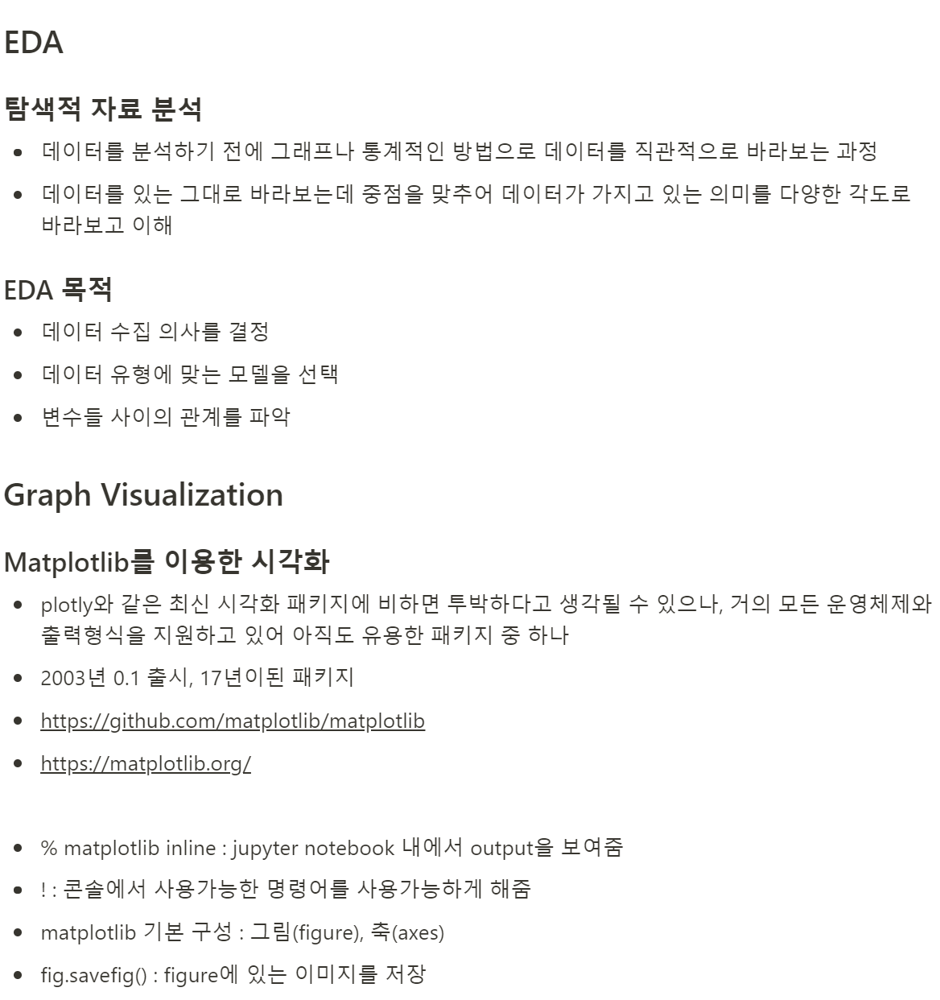 EDA
탐색적 자료 분석
데이터를 분석하기 전에 그래프나 통계적인 방법으로 데이터를 직관적으로 바라보는 과정
데이터를 있는 그대로 바라보는데 중점을 맞추어 데이터가 가지고 있는 의미를 다양한 각도로
바라보고 이해
EDA 목적
데이터 수집 의사를 결정
데이터 유형에 맞는 모델을 선택
변수들 사이의 관계를 파악
Graph Visualization
Matplotlib를 이용한 시각화
plotly와 같은 최신 시각화 패키지에 비하면 투박하다고 생각될 수 있으나, 거의 모든 운영체제와
출력형식을 지원하고 있어 아직도 유용한 패키지 중 하나
2003년 0.1 출시, 17년이된 패키지
https://github.com/matplotlib/matplotlib
https://matplotlib.org/
% matplotlib inline : jupyter notebook 내에서 output을 보여줌
! : 콘솔에서 사용가능한 명령어를 사용가능하게 해줌
matplotlib 기본 구성 : 그림(figure), 축(axes)
fig.savefig() : figure에 있는 이미지를 저장